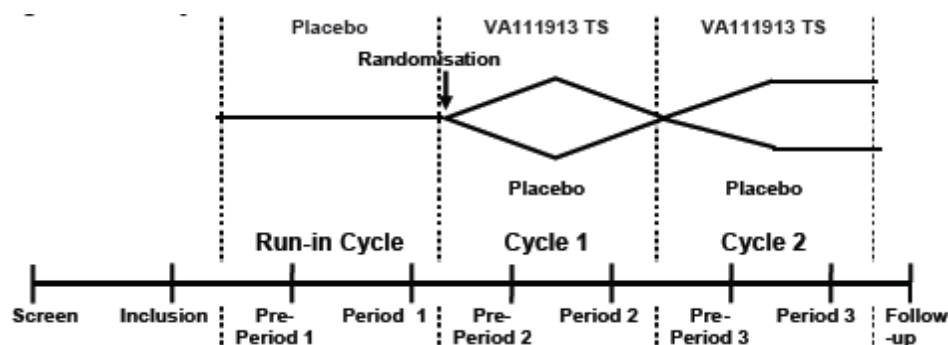 Placebo
VA111913 TS
VA111913 TS
Randomisation
Placebo
Placebo
Run-in Cycle
Cycle 1
Cycle 2
Screen
Inclusion
Pre-
Period 1
Period 1
Pre-
Period 2
Period 2
Pre-
Period 3
Period 3
Follow
-up